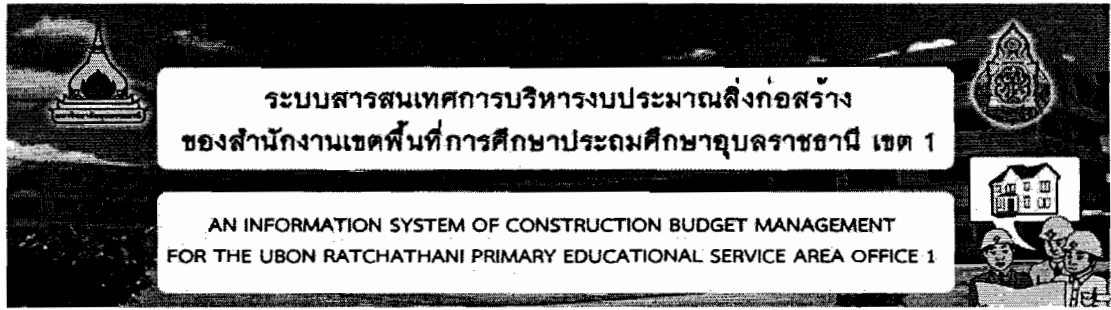 ระบบสารสนเทศการบริหารงบประมาณสิ่งก่อสร้าง
ของสำนักงานเขตพื้นที่การศึกษาประถมศึกษาอุบลราชธานี เขต 1
AN INFORMATION SYSTEM OF CONSTRUCTION BUDGET MANAGEMENT
FOR THE UBON RATCHATHANI PRIMARY EDUCATIONAL SERVICE AREA OFFICE 1